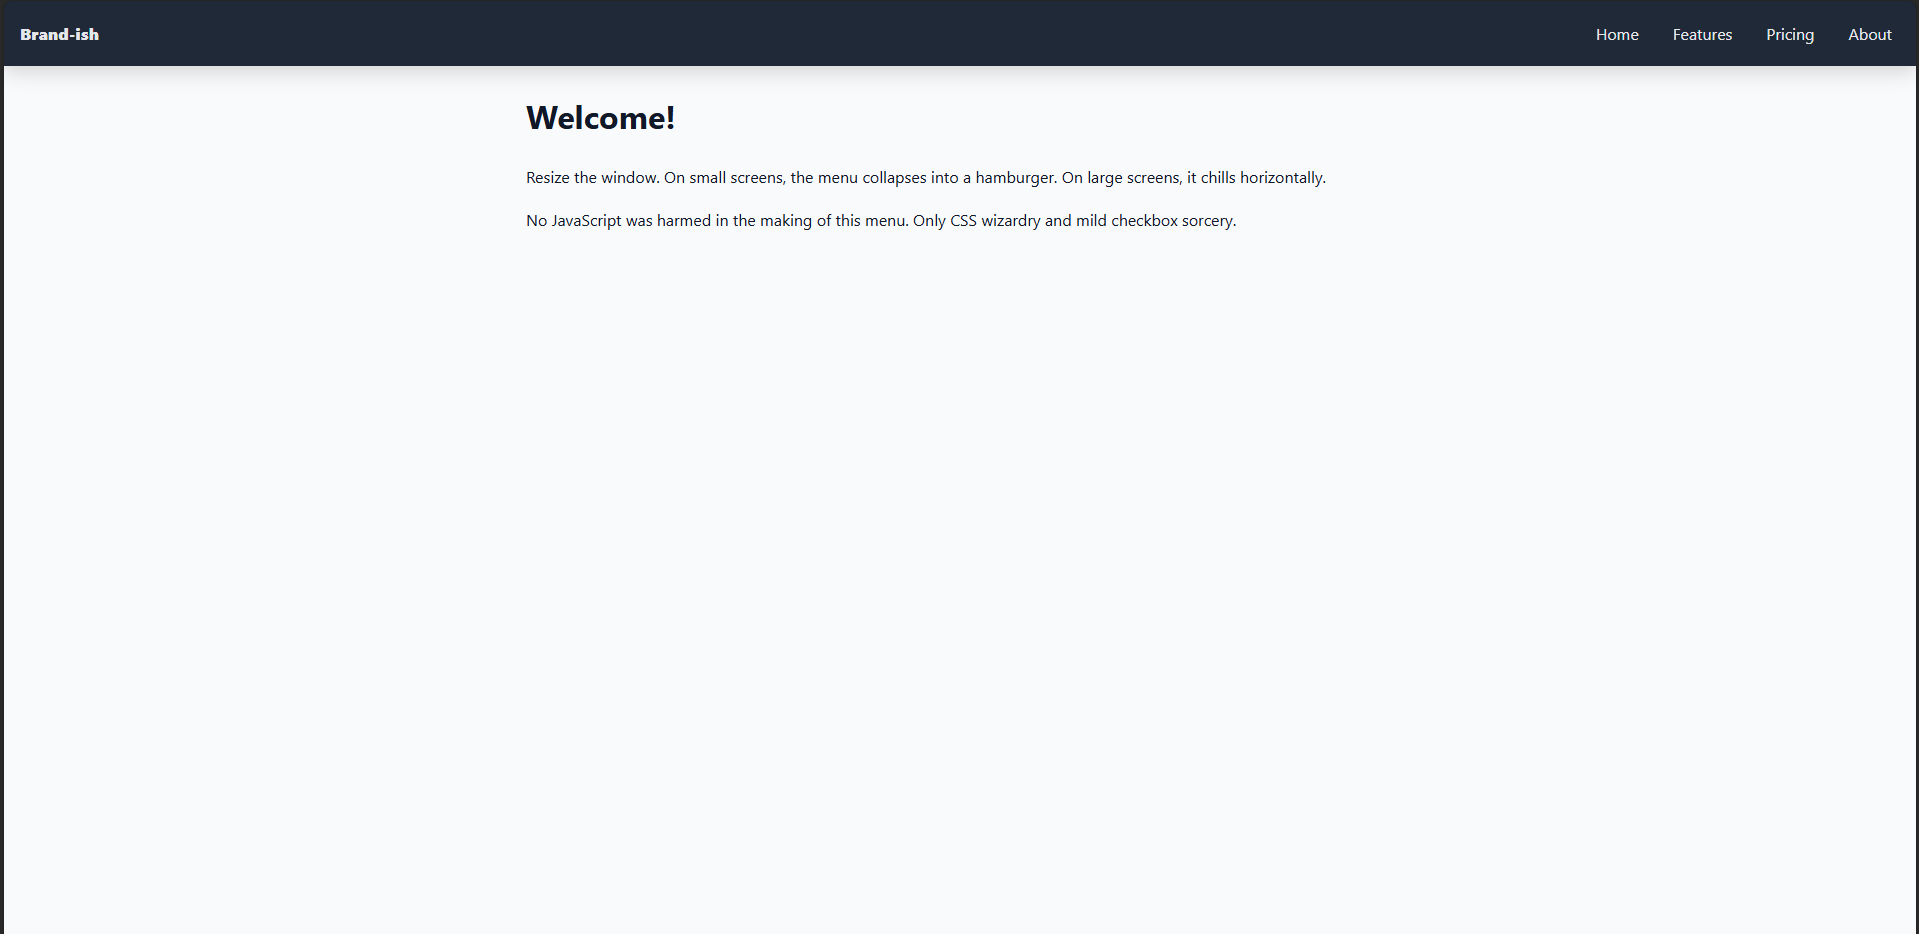 Brand-ish
Home Features Pricing About
Welcome!
Resize the window. On small screens, the menu collapses into a hamburger. On large screens, it chills horizontally.
No JavaScript was harmed in the making of this menu. Only CSS wizardry and mild checkbox sorcery.